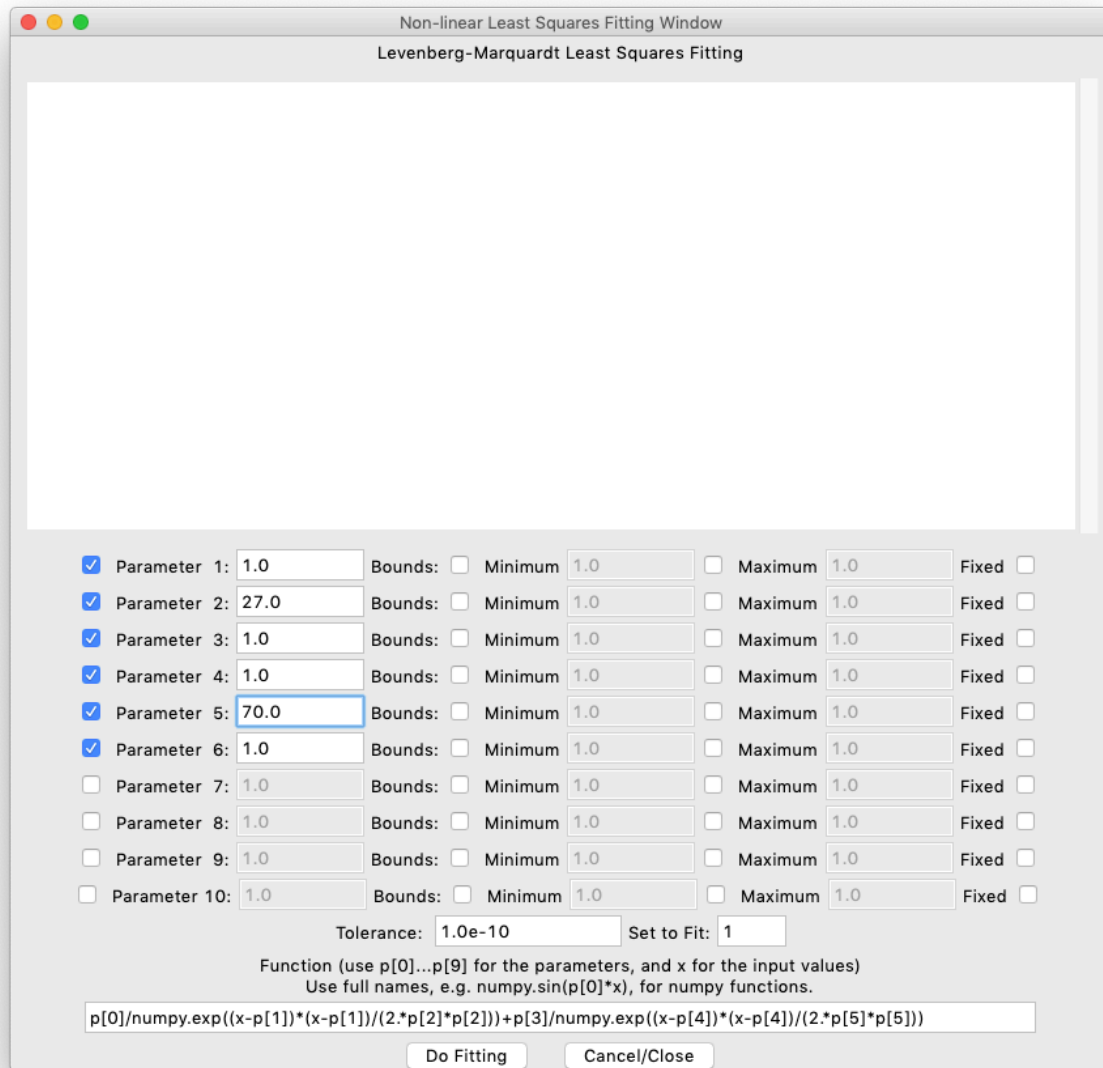 Non-linear Least Squares Fitting Window
Levenberg-Marquardt Least Squares Fitting
Parameter 1: 1.0 Bounds: Minimum 1.0 Maximum 1.0 Fixed
Parameter 2: 27.0 Bounds: Minimum 1.0 Maximum 1.0 Fixed
Parameter 3: 1.0 Bounds: Minimum 1.0 Maximum 1.0 Fixed
Parameter 4: 1.0 Bounds: Minimum 1.0 Maximum 1.0 Fixed
Parameter 5: 70.0 Bounds: Minimum 1.0 Maximum 1.0 Fixed
Parameter 6: 1.0 Bounds: Minimum 1.0 Maximum 1.0 Fixed
Parameter 7: 1.0 Bounds: Minimum 1.0 Maximum 1.0 Fixed
Parameter 8: 1.0 Bounds: Minimum 1.0 Maximum 1.0 Fixed
Parameter 9: 1.0 Bounds: Minimum 1.0 Maximum 1.0 Fixed
Parameter 10: 1.0 Bounds: Minimum 1.0 Maximum 1.0 Fixed
Tolerance: 1.0e-10 Set to Fit: 1
Function (use p[0]...p[9] for the parameters, and x for the input values)
Use full names, e.g. numpy.sin(p[0]*x), for numpy functions.
p[0]/numpy.exp((x-p[1])*(x-p[1])/(2.*p[2]*p[2]))+p[3]/numpy.exp((x-p[4])*(x-p[4])/(2.*p[5]*p[5]))
Do Fitting Cancel/Close